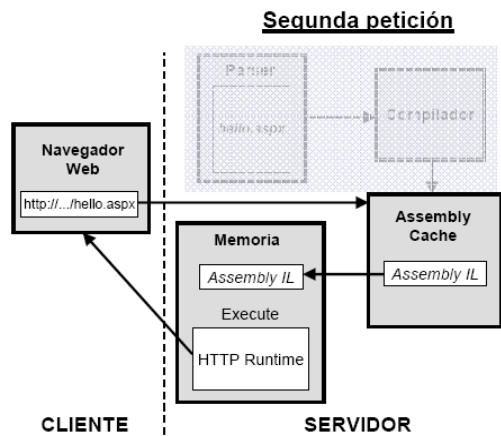 Segunda petición
Parser
hello.aspx
Compilador
Navegador
Web
http://.../hello.aspx
Assembly
Cache
Assembly IL
Memoria
Assembly IL
Execute
HTTP Runtime
CLIENTE
SERVIDOR